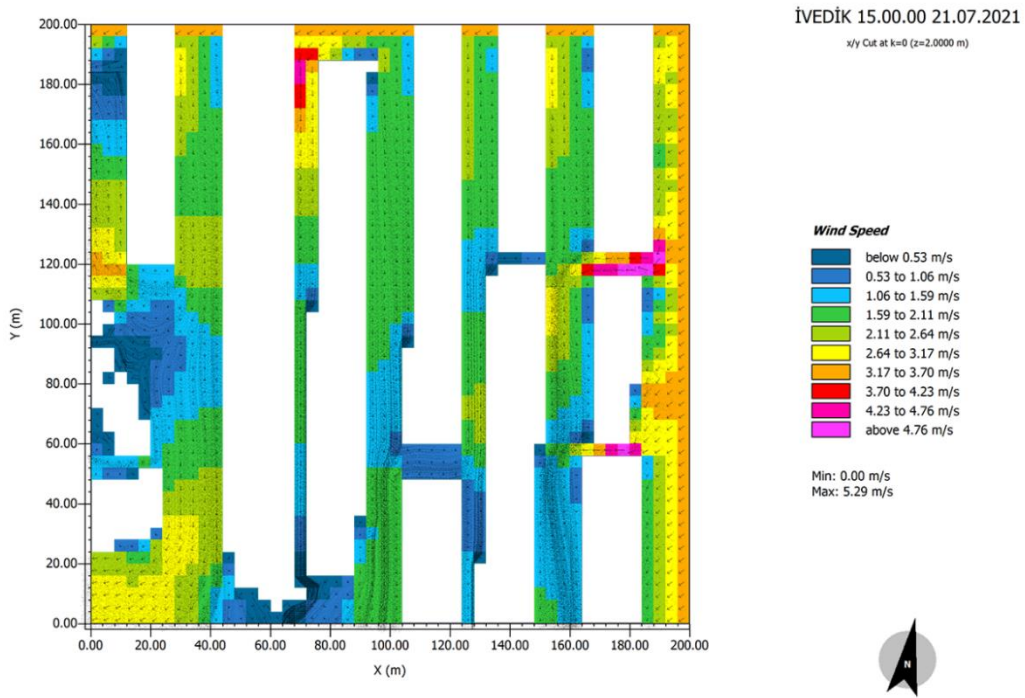 İVEDİK 15.00.00 21.07.2021
x/y Cut at k=0 (z=2.0000 m)
200.00
180.00
160.00
140.00
120.00
100.00
80.00
60.00
40.00
20.00
0.00
Y (m)
0.00 20.00 40.00 60.00 80.00 100.00 120.00 140.00 160.00 180.00 200.00
X (m)
Wind Speed
below 0.53 m/s
0.53 to 1.06 m/s
1.06 to 1.59 m/s
1.59 to 2.11 m/s
2.11 to 2.64 m/s
2.64 to 3.17 m/s
3.17 to 3.70 m/s
3.70 to 4.23 m/s
4.23 to 4.76 m/s
above 4.76 m/s
Min: 0.00 m/s
Max: 5.29 m/s
N